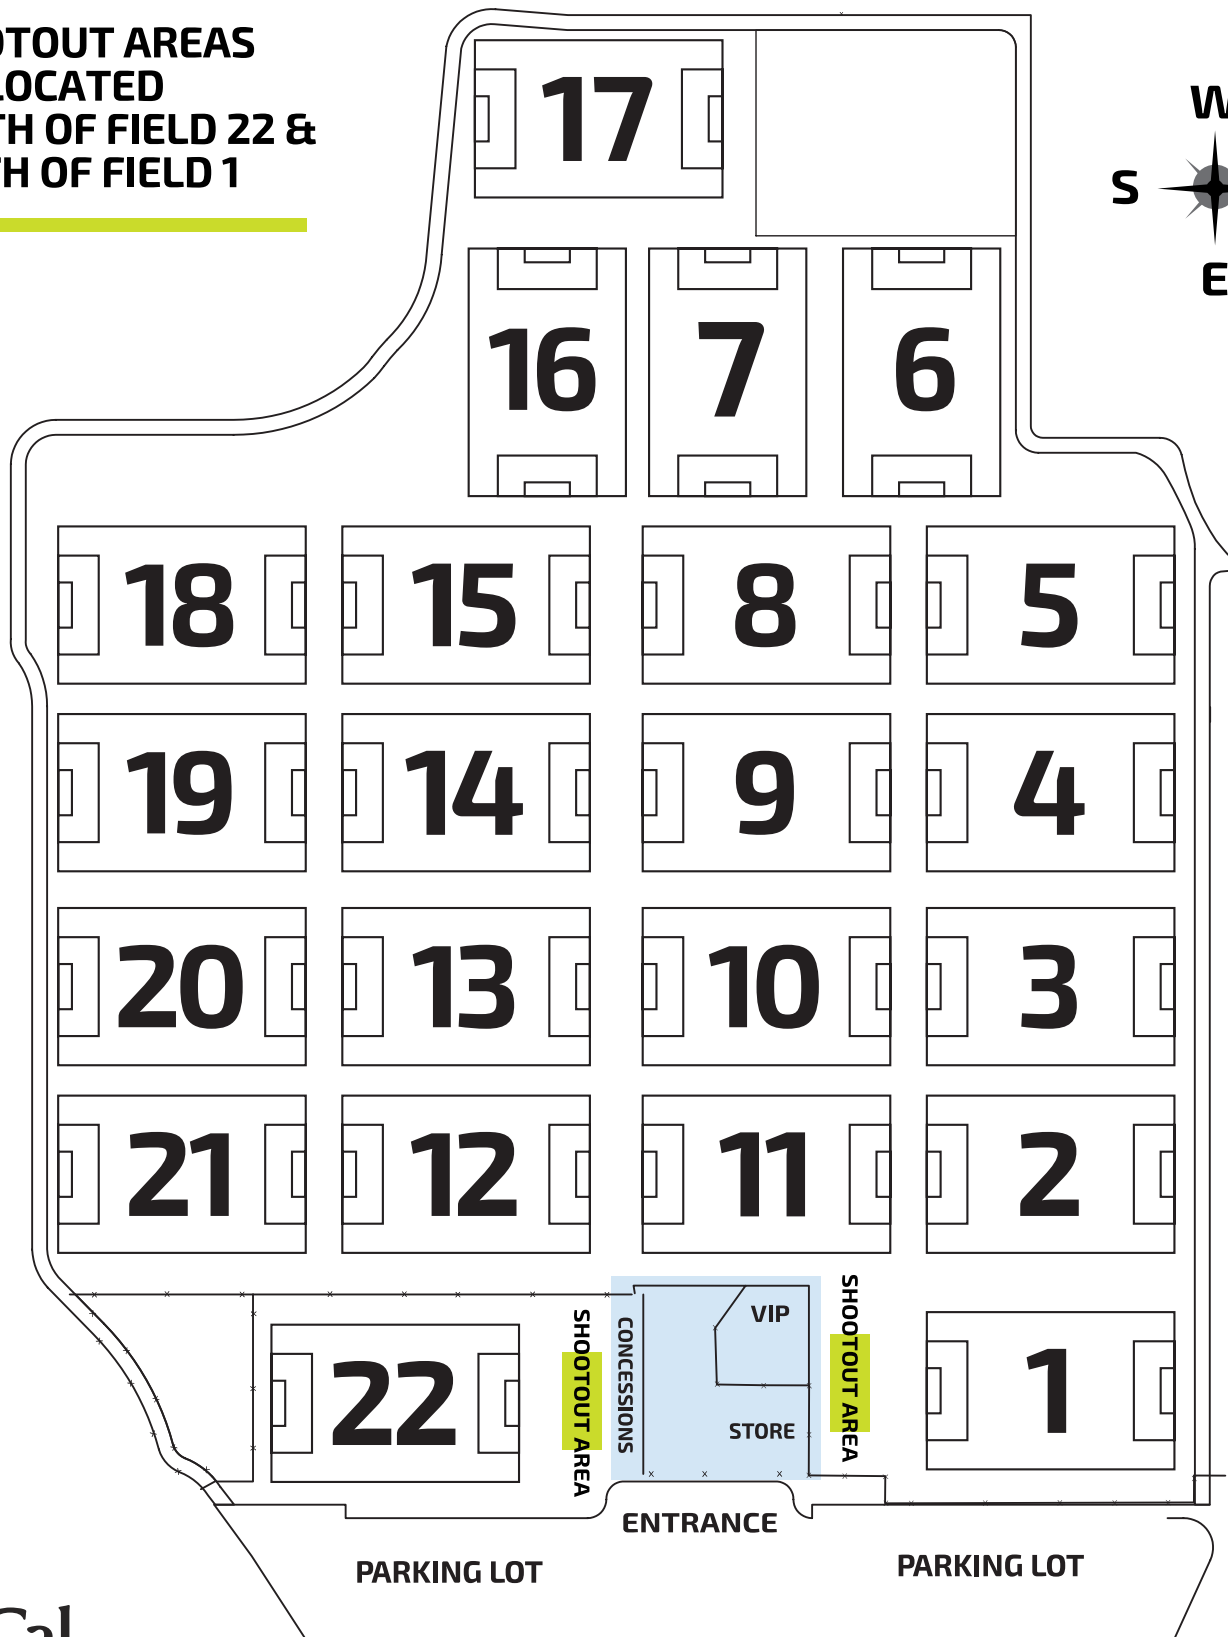 OTOUT AREAS
LOCATED
TH OF FIELD 22 &
TH OF FIELD 1
W
S
E
17
16 7 6
18 15 8 5
19 14 9 4
20 13 10 3
21 12 11 2
22
SHOOTOUT AREA
CONCESSIONS
VIP
STORE
SHOOTOUT AREA
1
ENTRANCE
PARKING LOT
PARKING LOT
Cal